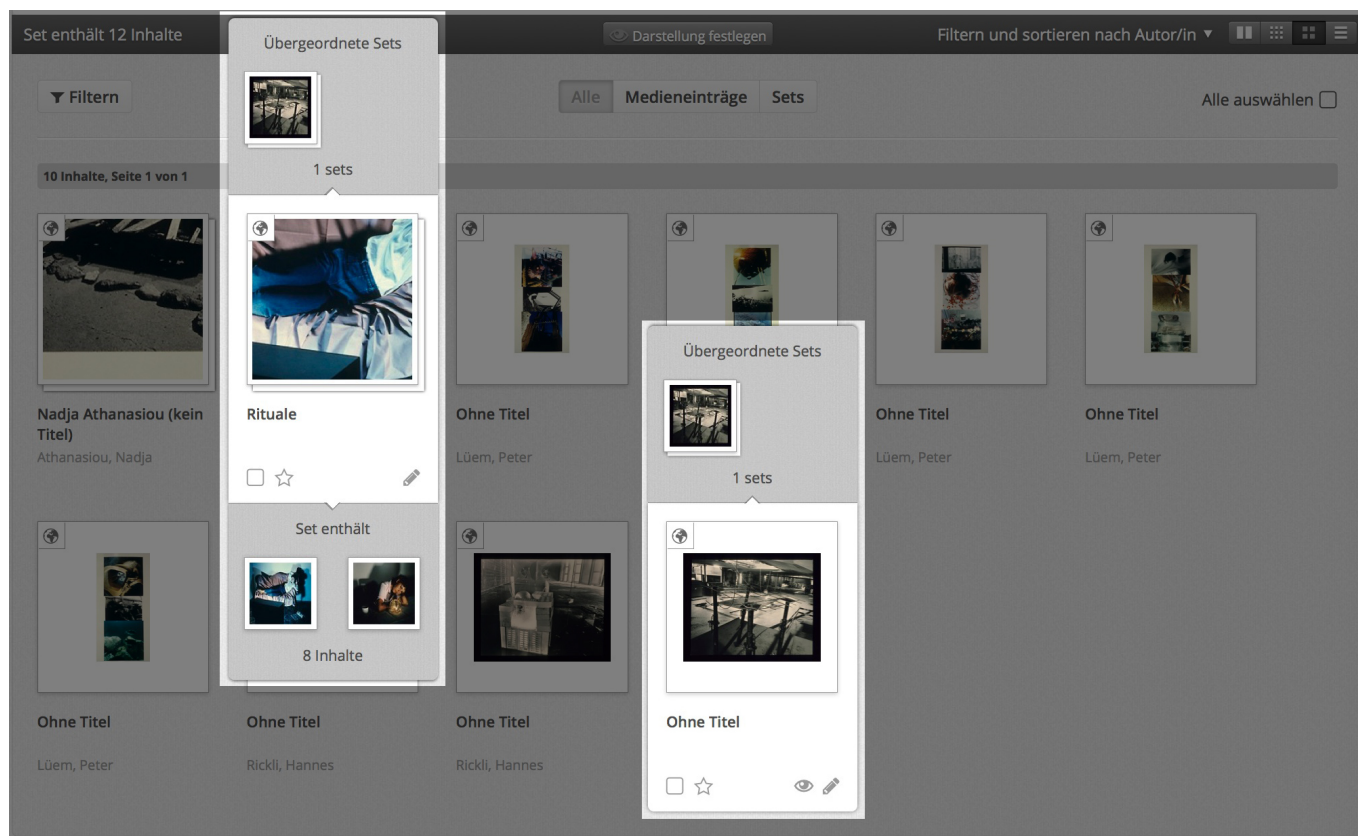 Set enthält 12 Inhalte
Darstellung festlegen
Filtern und sortieren nach Autor/in
Filtern
Alle
Medieneinträge
Sets
Alle auswählen
10 Inhalte, Seite 1 von 1
Übergeordnete Sets
1 sets
Nadja Athanasiou (kein
Titel)
Athanasiou, Nadja
Rituale
Set enthält
8 Inhalte
Ohne Titel
Lüem, Peter
Übergeordnete Sets
1 sets
Ohne Titel
Ohne Titel
Lüem, Peter
Ohne Titel
Lüem, Peter
Ohne Titel
Lüem, Peter
Ohne Titel
Rickli, Hannes
Ohne Titel
Rickli, Hannes